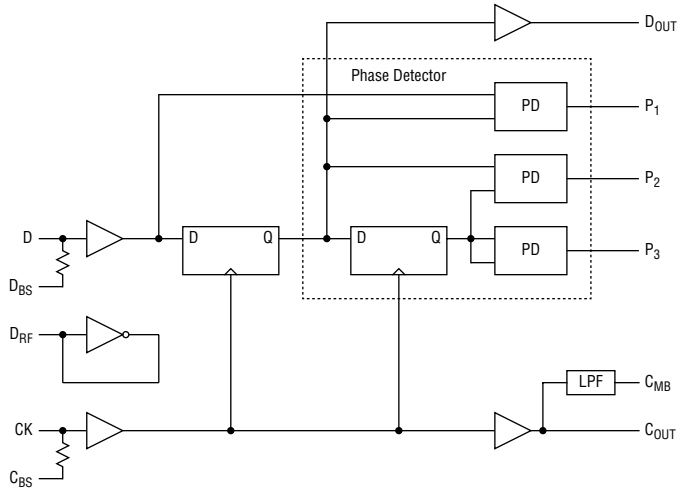 D_OUT
Phase Detector
PD
P_1
PD
P_2
D
D
Q
D
Q
PD
P_3
D_BS
D_RF
LPF
C_MB
CK
C_OUT
C_BS